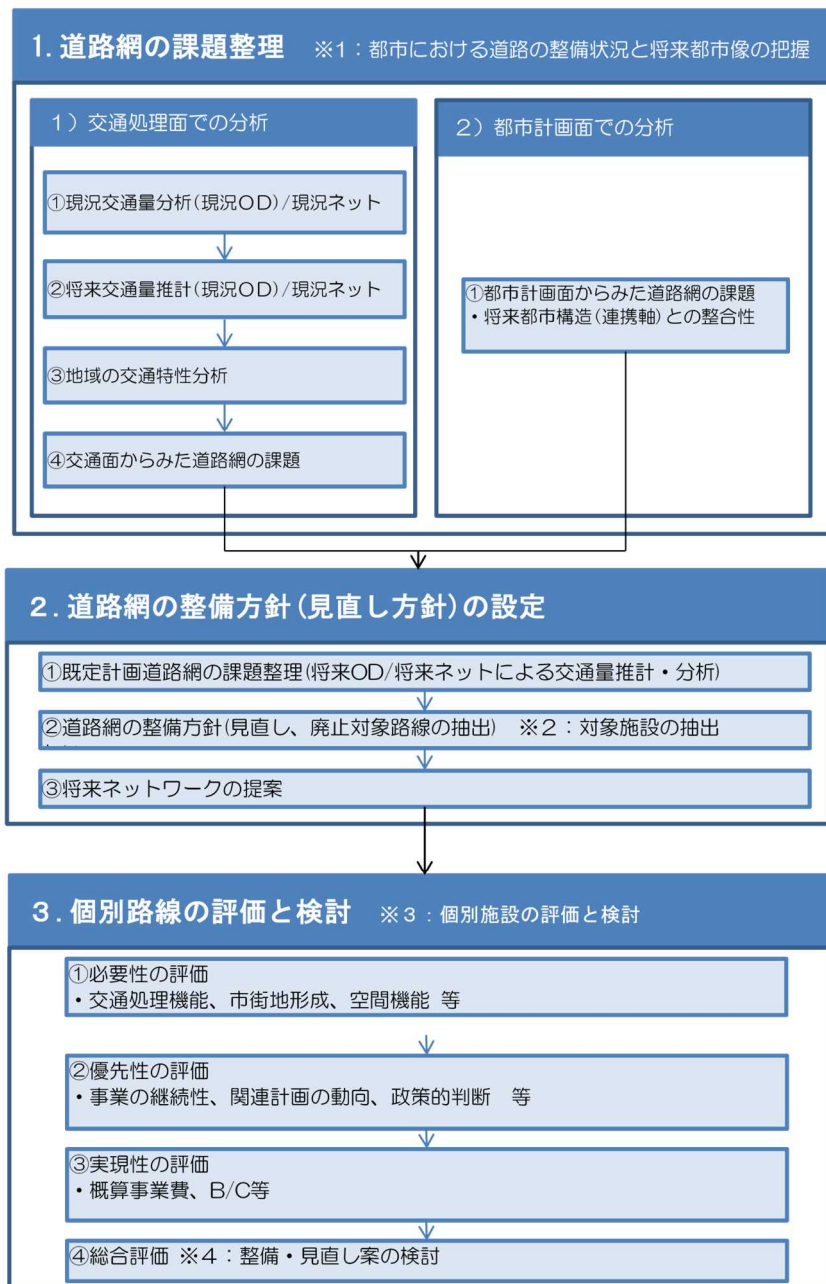 1. 道路網の課題整理 ※1：都市における道路の整備状況と将来都市像の把握
1）交通処理面での分析
①現況交通量分析(現況OD)/現況ネット
②将来交通量推計(現況OD)/現況ネット
③地域の交通特性分析
④交通面からみた道路網の課題
2）都市計画面での分析
①都市計画面からみた道路網の課題
・将来都市構造(連携軸)との整合性
2. 道路網の整備方針(見直し方針)の設定
①既定計画道路網の課題整理(将来OD/将来ネットによる交通量推計・分析)
②道路網の整備方針(見直し、廃止対象路線の抽出) ※2：対象施設の抽出
③将来ネットワークの提案
3. 個別路線の評価と検討 ※3：個別施設の評価と検討
①必要性の評価
・交通処理機能、市街地形成、空間機能 等
②優先性の評価
・事業の継続性、関連計画の動向、政策的判断 等
③実現性の評価
・概算事業費、B/C等
④総合評価 ※4：整備・見直し案の検討